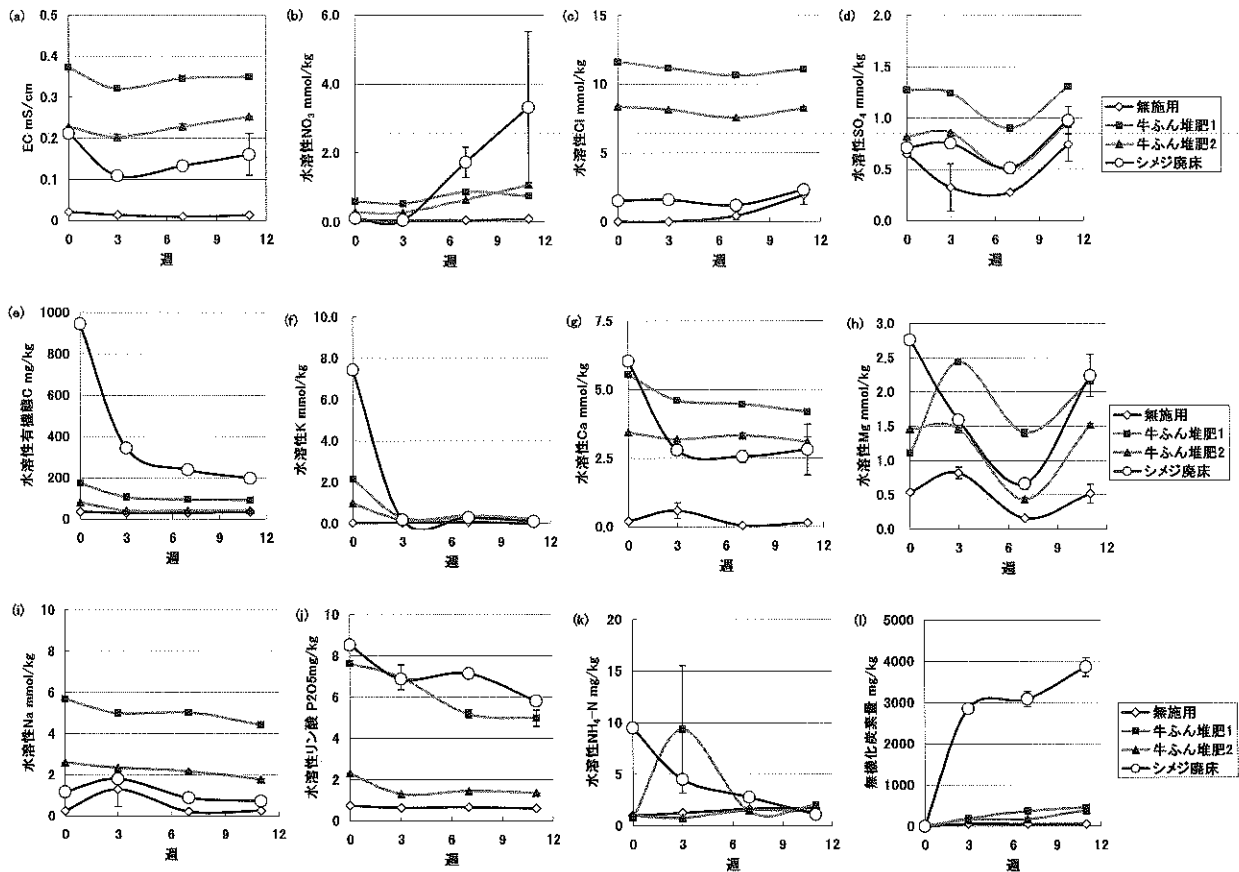 (a)
0.5
0.4
0.3
0.2
0.1
0
EC mS/cm
0 3 6 9 12
週
(b)
6.0
4.0
2.0
0.0
水溶性NO3 mmol/kg
0 3 6 9 12
週
(c)
15
10
5
0
水溶性Cl mmol/kg
0 3 6 9 12
週
(d)
2.0
1.5
1.0
0.5
0.0
水溶性SO4 mmol/kg
0 3 6 9 12
週
無施用
牛ふん堆肥1
牛ふん堆肥2
シメジ廃床
(e)
1000
800
600
400
200
0
水溶性有機態C mg/kg
0 3 6 9 12
週
(f)
10.0
8.0
6.0
4.0
2.0
0.0
水溶性K mmol/kg
0 3 6 9 12
週
(g)
7.5
5.0
2.5
0.0
水溶性Ca mmol/kg
0 3 6 9 12
週
(h)
3.0
2.5
2.0
1.5
1.0
0.5
0.0
水溶性Mg mmol/kg
0 3 6 9 12
週
無施用
牛ふん堆肥1
牛ふん堆肥2
シメジ廃床
(i)
10
8
6
4
2
0
水溶性Na mmol/kg
0 3 6 9 12
週
(j)
10
8
6
4
2
0
水溶性リン酸 P2O5mg/kg
0 3 6 9 12
週
(k)
20
15
10
5
0
水溶性NH4-N mg/kg
0 3 6 9 12
週
(l)
5000
4000
3000
2000
1000
0
無機化炭素量 mg/kg
0 3 6 9 12
週
無施用
牛ふん堆肥1
牛ふん堆肥2
シメジ廃床